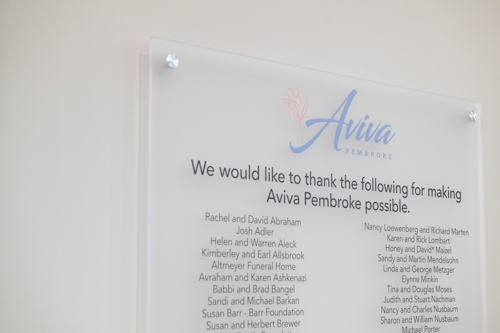 Aviva
PEMBROKE
We would like to thank the following for making
Aviva Pembroke possible.
Rachel and David Abraham
Josh Adler
Helen and Warren Aleck
Kimberley and Earl Allsbrook
Altmeyer Funeral Home
Avraham and Karen Ashkenazi
Babbi and Brad Bangel
Sandi and Michael Barkan
Susan Barr - Barr Foundation
Susan and Herbert Brewer
Nancy Loewenberg and Richard Marten
Karen and Rick Lombart
Honey and David* Maizel
Sandy and Martin Mendelsohn
Linda and George Metzger
Elynne Minkin
Tina and Douglas Moses
Judith and Stuart Nachman
Nancy and Charles Nusbaum
Sharon and William Nusbaum
Michael Porter